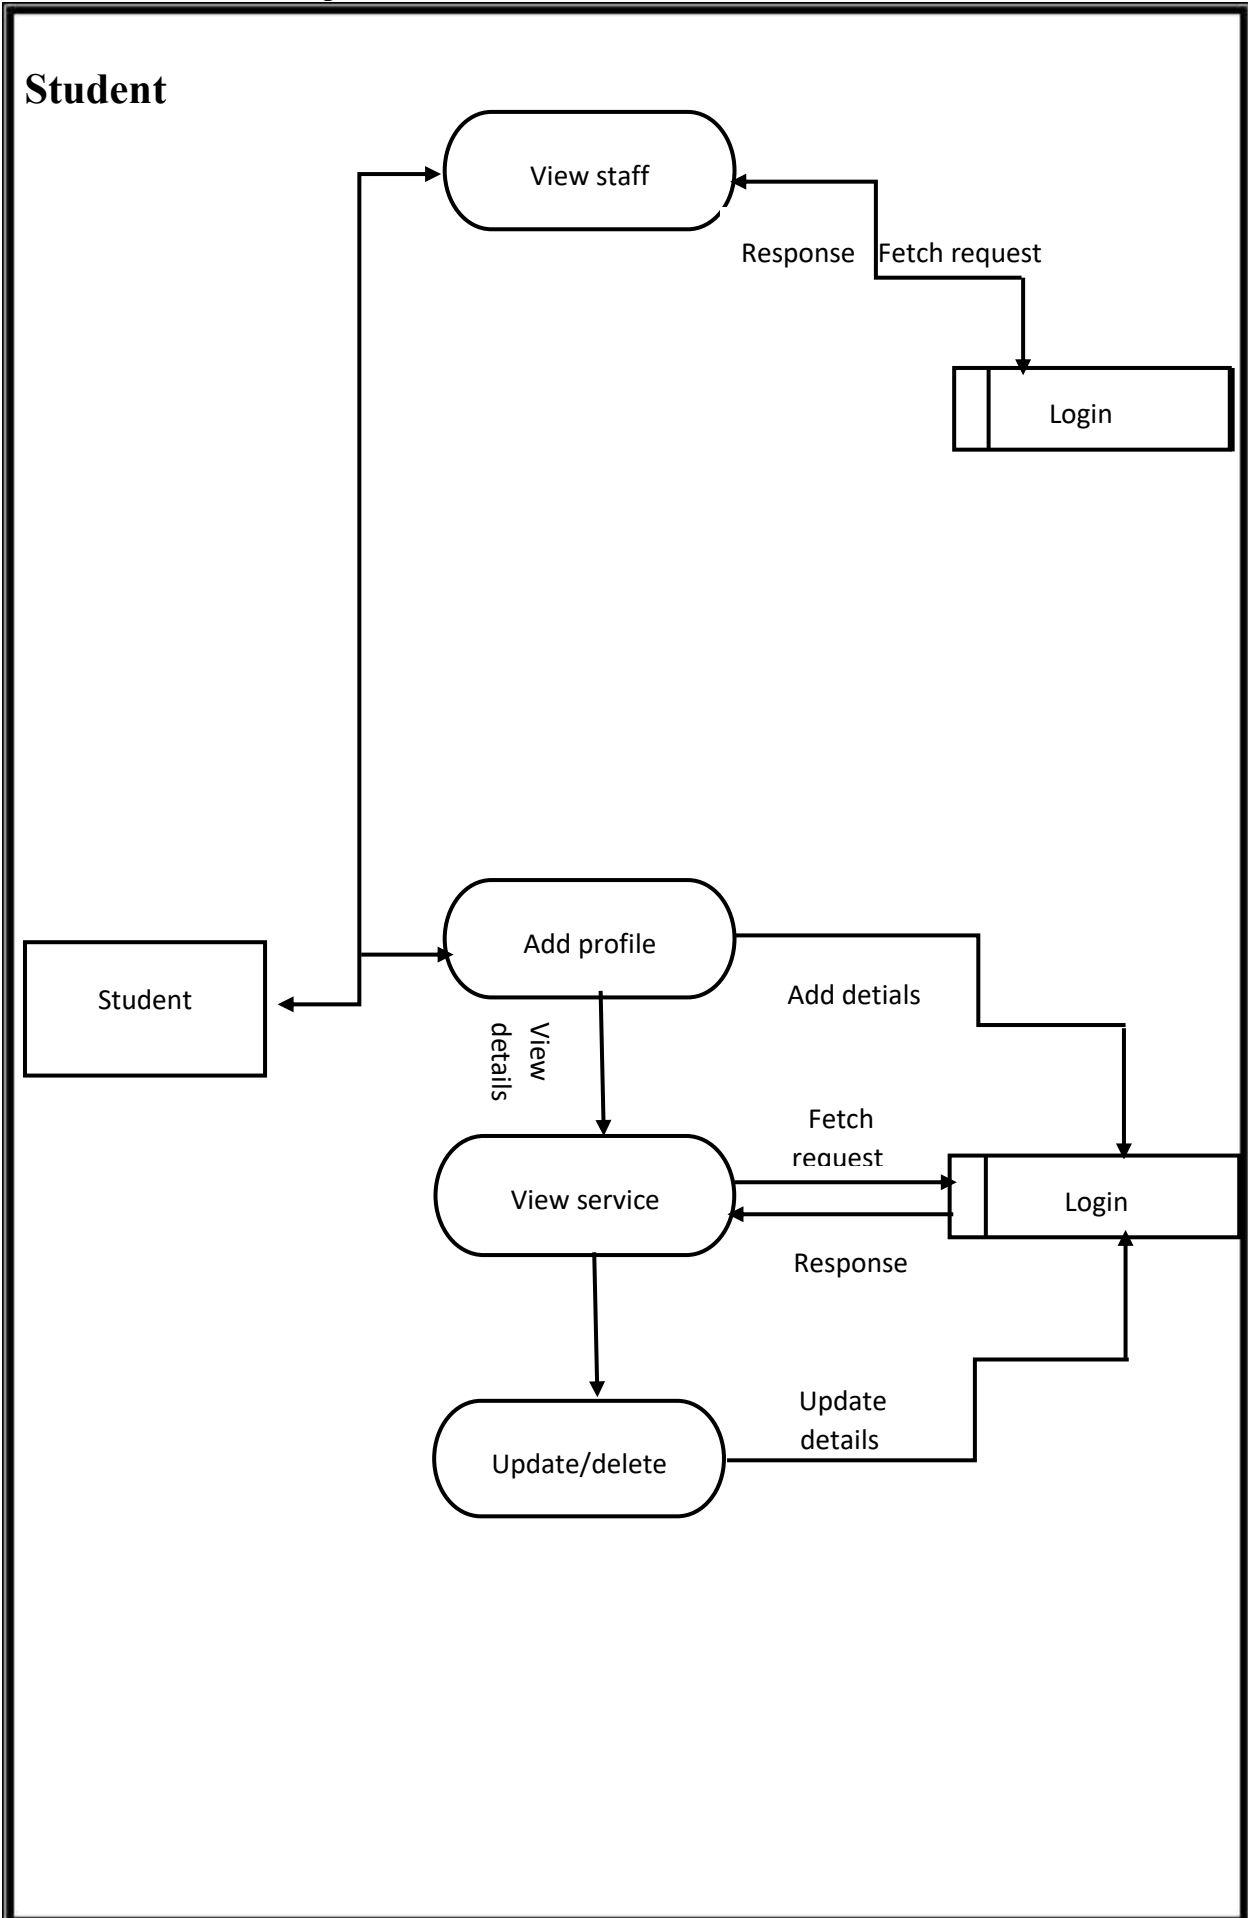 Student
View staff
Response
Fetch request
Login
Add profile
Student
Add detials
View
details
Fetch
request
View service
Login
Response
Update
details
Update/delete